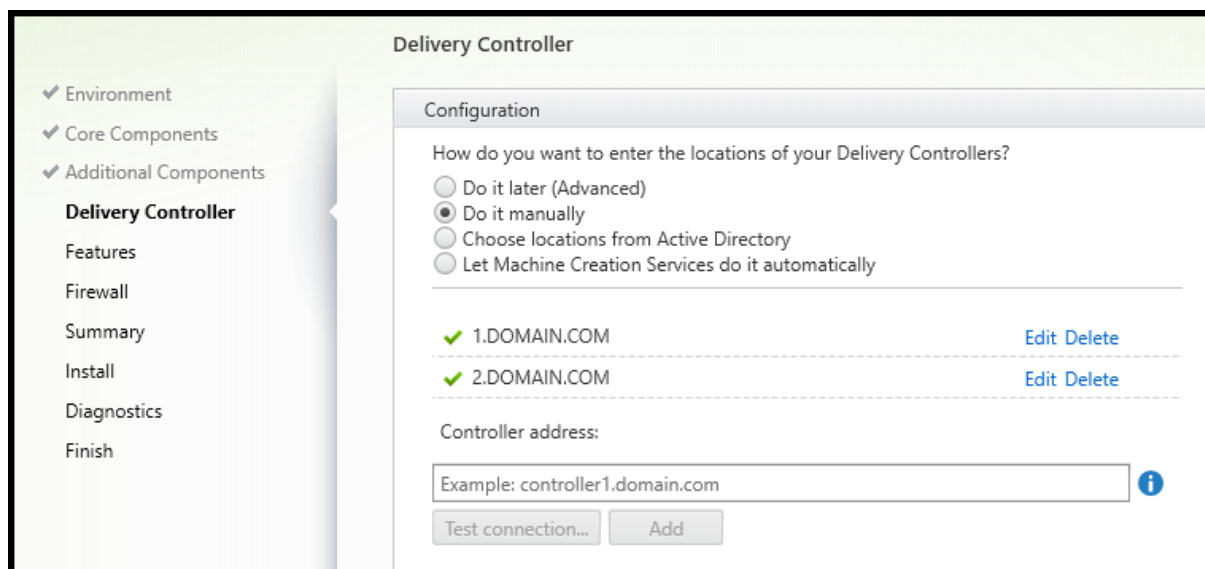 Delivery Controller
Environment
Core Components
Additional Components
Delivery Controller
Features
Firewall
Summary
Install
Diagnostics
Finish
Configuration
How do you want to enter the locations of your Delivery Controllers?
Do it later (Advanced)
Do it manually
Choose locations from Active Directory
Let Machine Creation Services do it automatically
1.DOMAIN.COM Edit Delete
2.DOMAIN.COM Edit Delete
Controller address:
Example: controller1.domain.com
Test connection... Add